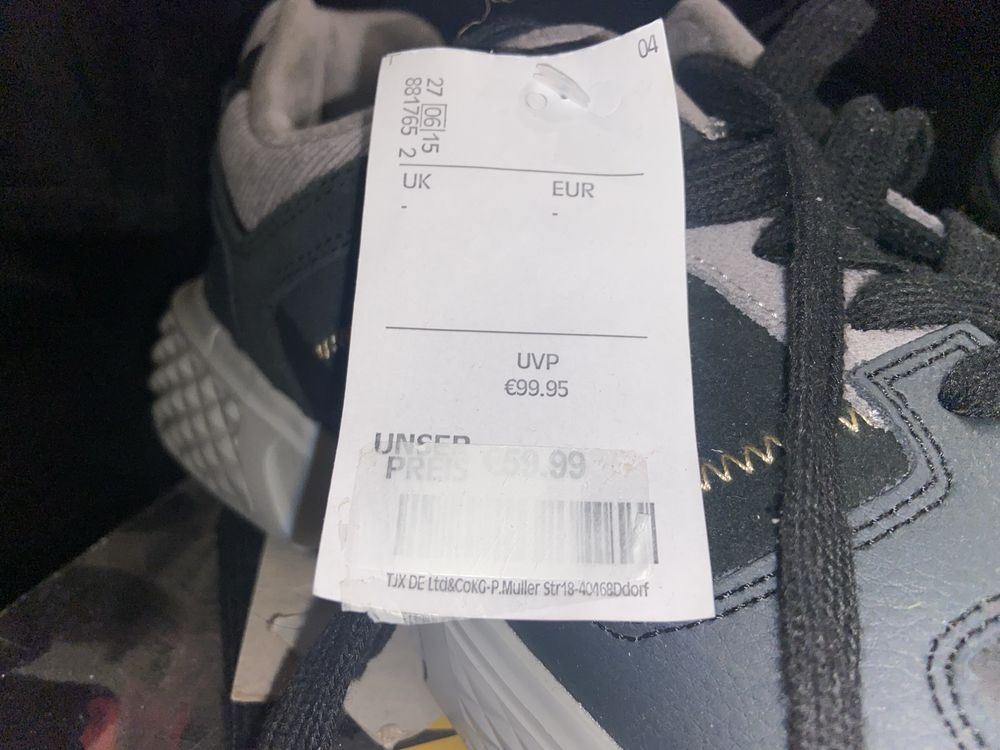 04
27 06 15
881765 2
UK
EUR
-
-
UVP
€99.95
UNSER
PREIS €59.99
TJX DE Ltd&CoKG-P.Muller Str18-40468Ddorf